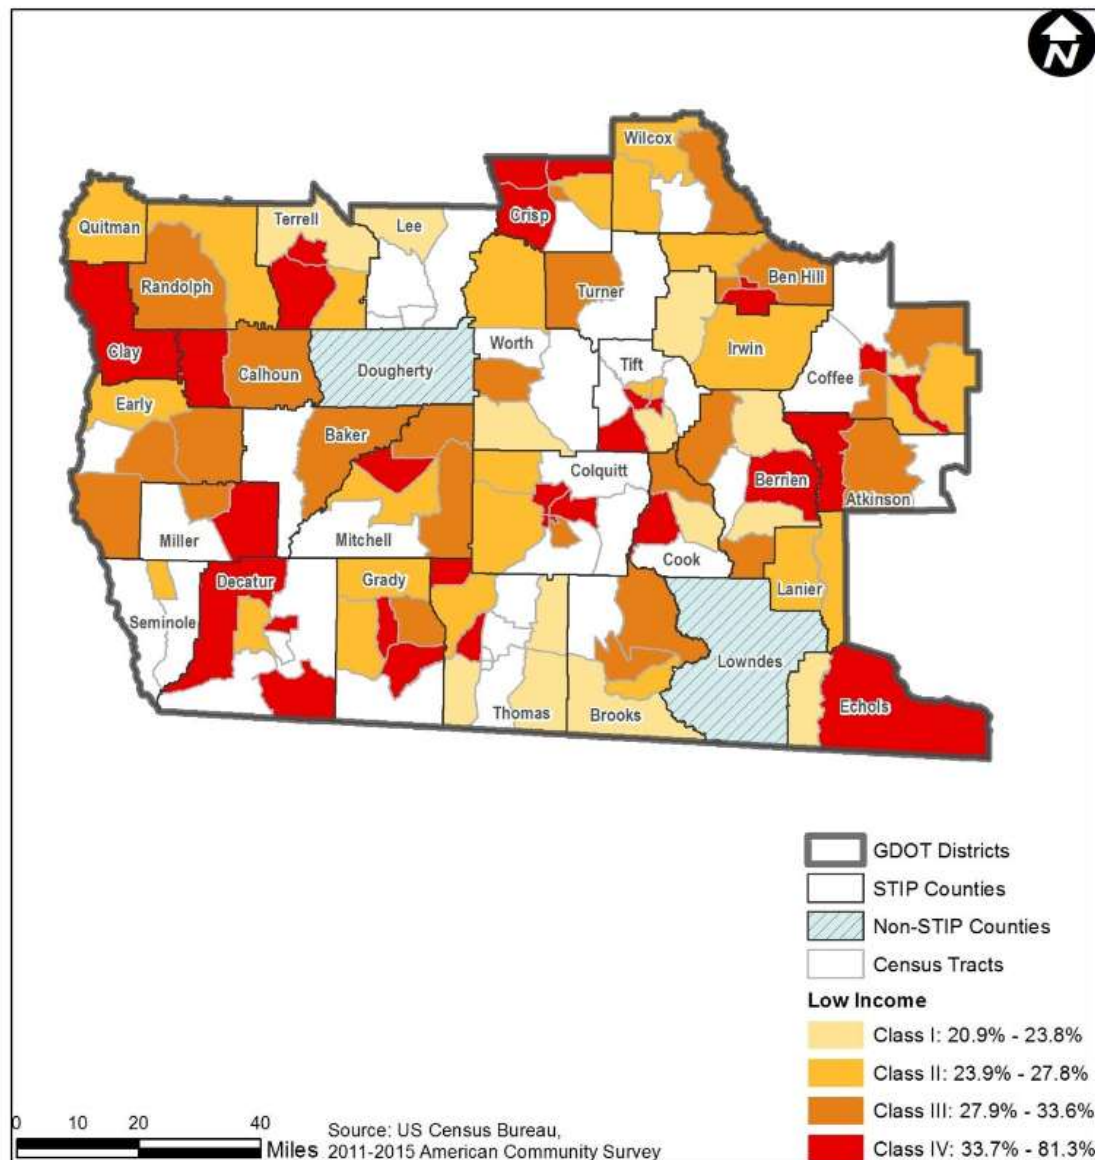 N
Wilcox
Crisp
Quitman
Terrell
Lee
Randolph
Turner
Ben Hill
Clay
Calhoun
Dougherty
Worth
Tift
Irwin
Coffee
Early
Baker
Colquitt
Berrien
Atkinson
Miller
Mitchell
Cook
Decatur
Grady
Lanier
Seminole
Lowndes
Thomas
Brooks
Echols
GDOT Districts
STIP Counties
Non-STIP Counties
Census Tracts
Low Income
Class I: 20.9% - 23.8%
Class II: 23.9% - 27.8%
Class III: 27.9% - 33.6%
Class IV: 33.7% - 81.3%
0 10 20 40
Miles
Source: US Census Bureau,
2011-2015 American Community Survey